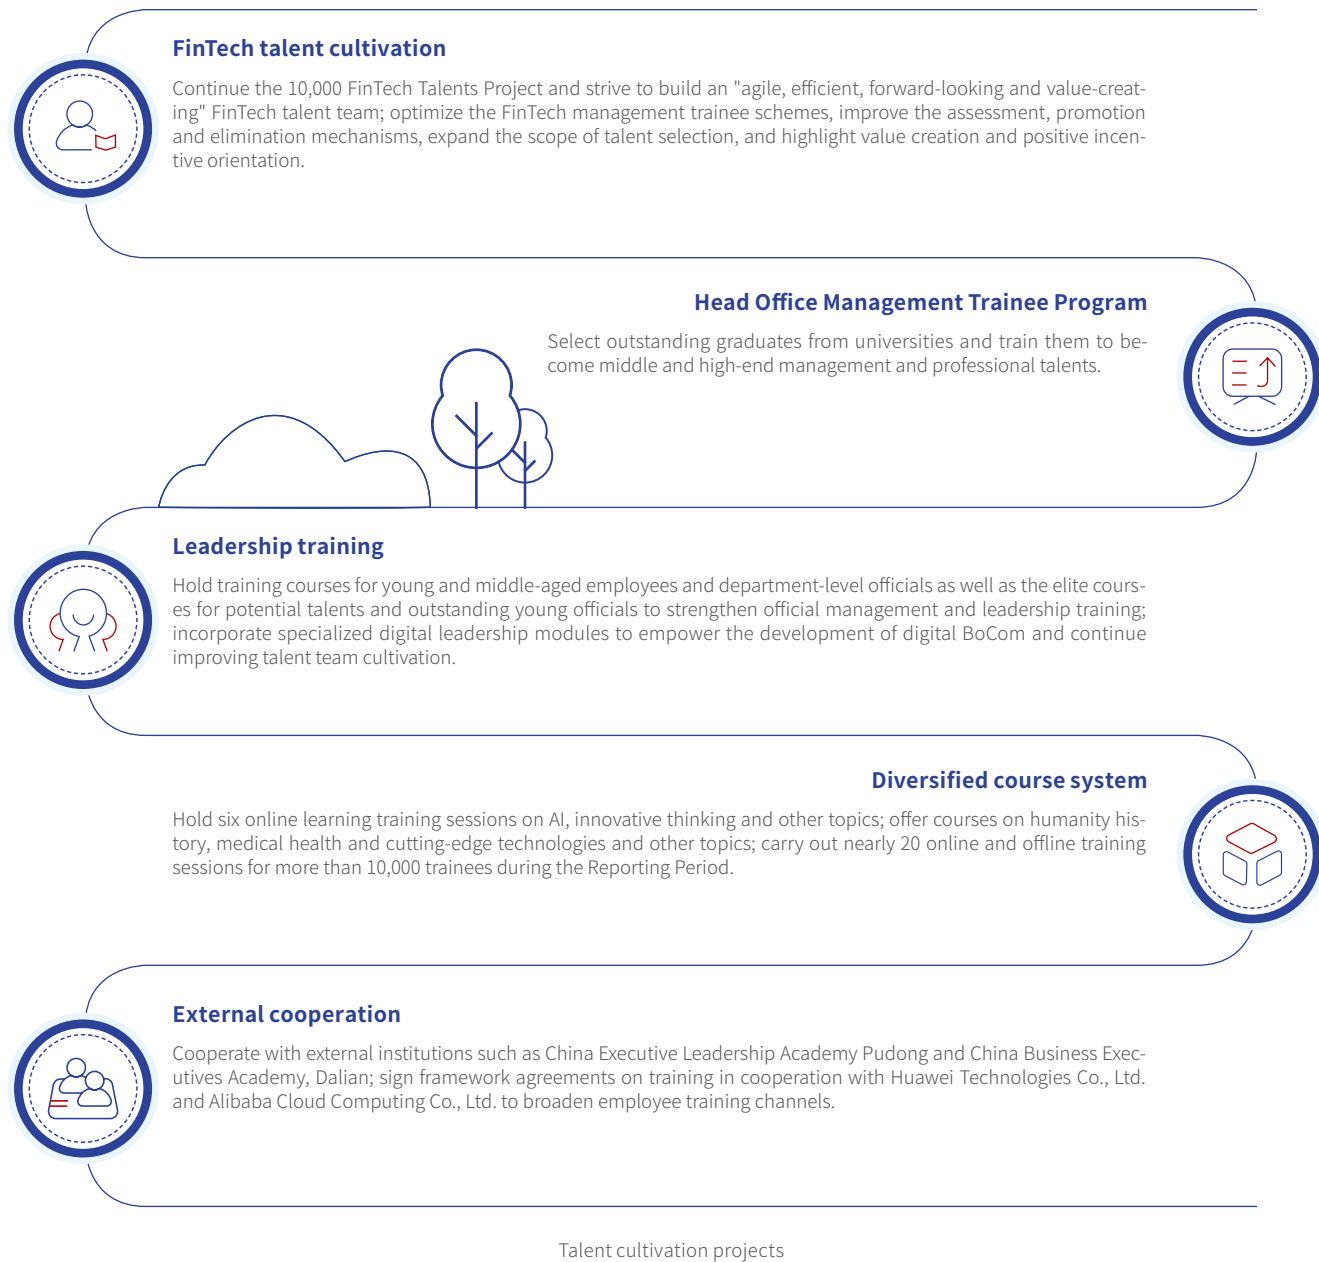 FinTech talent cultivation
Continue the 10,000 FinTech Talents Project and strive to build an "agile, efficient, forward-looking and value-creat-
ing" FinTech talent team; optimize the FinTech management trainee schemes, improve the assessment, promotion
and elimination mechanisms, expand the scope of talent selection, and highlight value creation and positive incen-
tive orientation.
Head Office Management Trainee Program
Select outstanding graduates from universities and train them to be-
come middle and high-end management and professional talents.
Leadership training
Hold training courses for young and middle-aged employees and department-level officials as well as the elite cours-
es for potential talents and outstanding young officials to strengthen official management and leadership training;
incorporate specialized digital leadership modules to empower the development of digital BoCom and continue
improving talent team cultivation.
Diversified course system
Hold six online learning training sessions on AI, innovative thinking and other topics; offer courses on humanity his-
tory, medical health and cutting-edge technologies and other topics; carry out nearly 20 online and offline training
sessions for more than 10,000 trainees during the Reporting Period.
External cooperation
Cooperate with external institutions such as China Executive Leadership Academy Pudong and China Business Exec-
utives Academy, Dalian; sign framework agreements on training in cooperation with Huawei Technologies Co., Ltd.
and Alibaba Cloud Computing Co., Ltd. to broaden employee training channels.
Talent cultivation projects